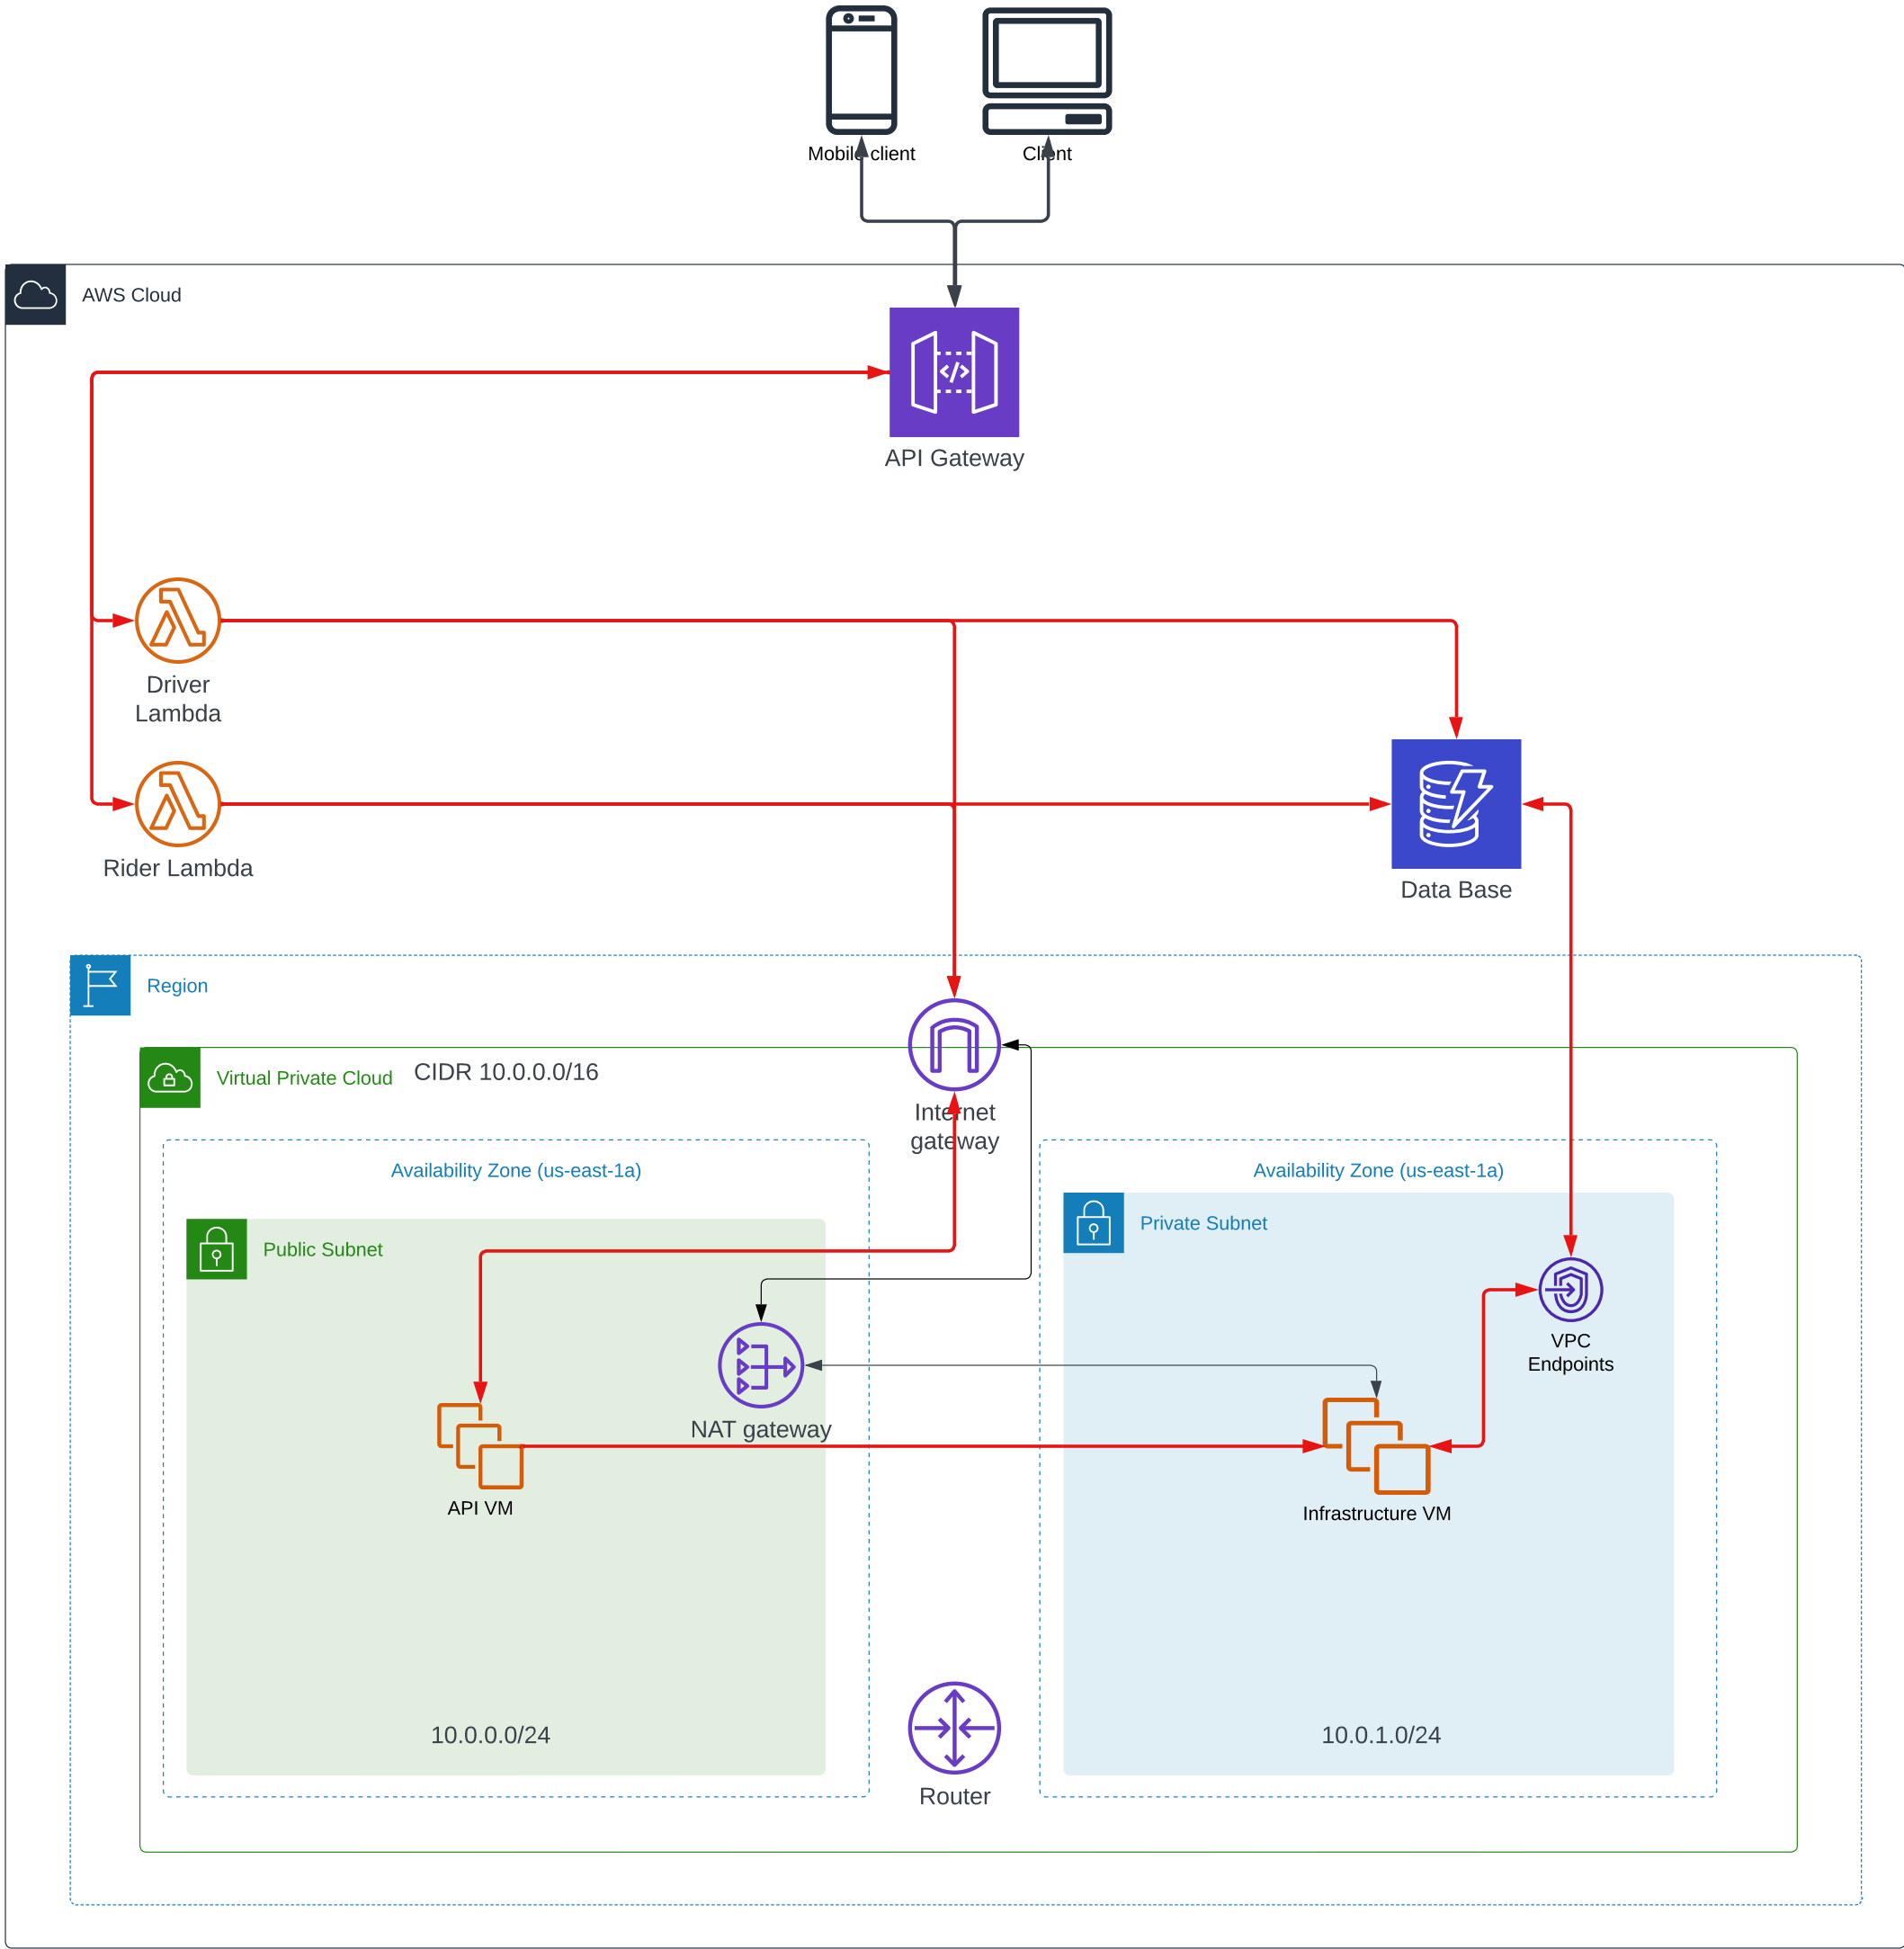 Mobile client
Client
AWS Cloud
API Gateway
Driver
Lambda
Rider Lambda
Data Base
Region
Virtual Private Cloud
CIDR 10.0.0.0/16
Internet
gateway
Availability Zone (us-east-1a)
Availability Zone (us-east-1a)
Public Subnet
Private Subnet
VPC
Endpoints
NAT gateway
API VM
Infrastructure VM
10.0.0.0/24
10.0.1.0/24
Router